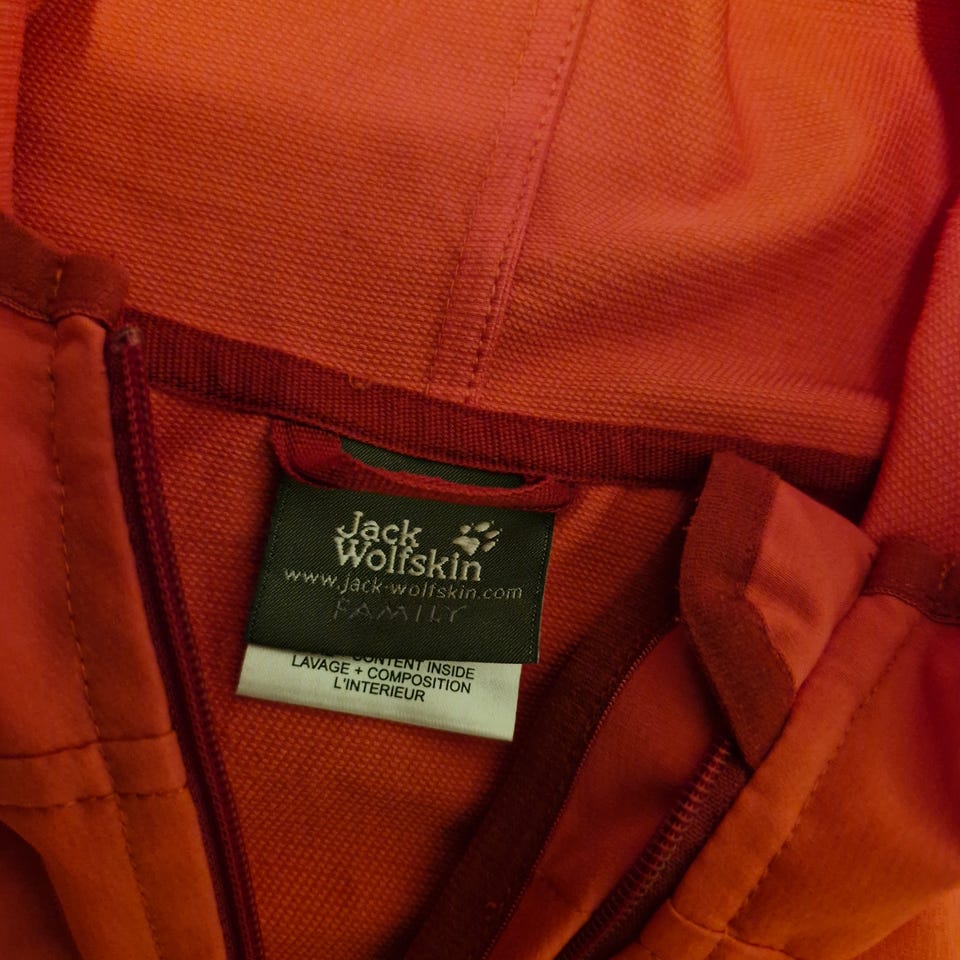 Jack
Wolfskin
www.jack-wolfskin.com
FAMILY
CONTENT INSIDE
LAVAGE + COMPOSITION
L'INTERIEUR